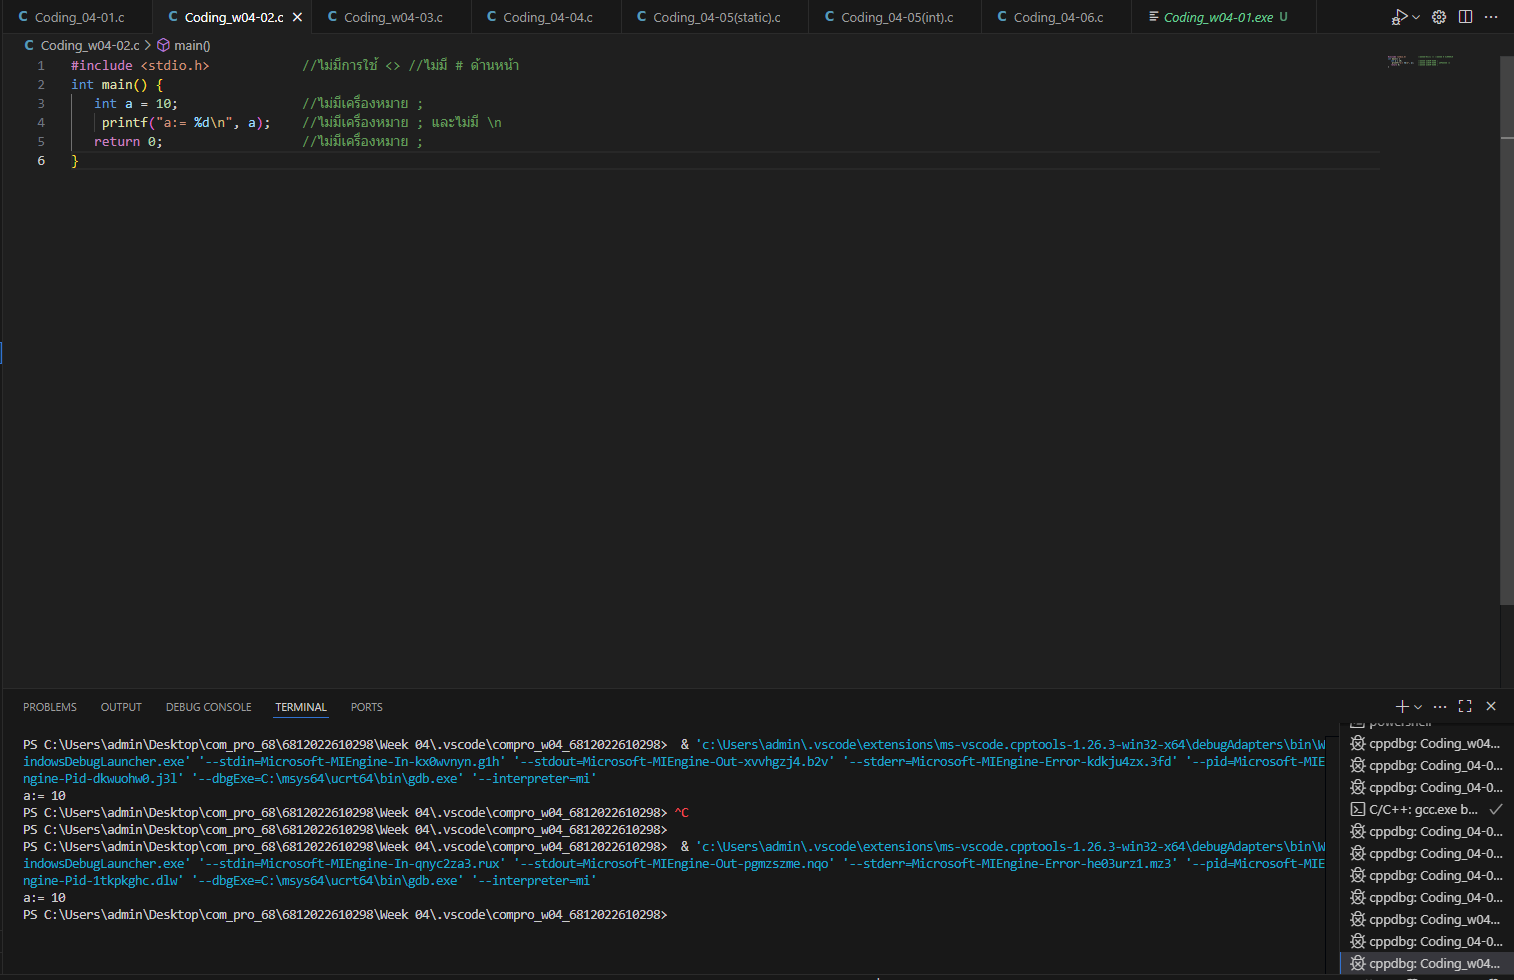 Coding_04-01.c
Coding_w04-02.c
Coding_w04-03.c
Coding_04-04.c
Coding_04-05(static).c
Coding_04-05(int).c
Coding_04-06.c
Coding_w04-01.exe U
Coding_w04-02.c > main()
1 #include <stdio.h> //ไม่มีการใช้ <> //ไม่มี # ด้านหน้า
2 int main() {
3 int a = 10; //ไม่มีเครื่องหมาย ;
4 printf("a:= %d\n", a); //ไม่มีเครื่องหมาย ; และไม่มี \n
5 return 0; //ไม่มีเครื่องหมาย ;
6 }
PROBLEMS OUTPUT DEBUG CONSOLE TERMINAL PORTS
PS C:\Users\admin\Desktop\com_pro_68\6812022610298\Week 04\.vscode\compro_w04_6812022610298> & 'c:\Users\admin\.vscode\extensions\ms-vscode.cpptools-1.26.3-win32-x64\debugAdapters\bin\W
indowsDebugLauncher.exe' '--stdin=Microsoft-MIEngine-In-kx0wvnyn.g1h' '--stdout=Microsoft-MIEngine-Out-xvvhgzj4.b2v' '--stderr=Microsoft-MIEngine-Error-kdkju4zx.3fd' '--pid=Microsoft-MIE
ngine-Pid-dkwuohw0.j3l' '--dbgExe=C:\msys64\ucrt64\bin\gdb.exe' '--interpreter=mi'
a:= 10
PS C:\Users\admin\Desktop\com_pro_68\6812022610298\Week 04\.vscode\compro_w04_6812022610298> ^C
PS C:\Users\admin\Desktop\com_pro_68\6812022610298\Week 04\.vscode\compro_w04_6812022610298>
PS C:\Users\admin\Desktop\com_pro_68\6812022610298\Week 04\.vscode\compro_w04_6812022610298> & 'c:\Users\admin\.vscode\extensions\ms-vscode.cpptools-1.26.3-win32-x64\debugAdapters\bin\W
indowsDebugLauncher.exe' '--stdin=Microsoft-MIEngine-In-qnyc2za3.rux' '--stdout=Microsoft-MIEngine-Out-pgmzszme.nqo' '--stderr=Microsoft-MIEngine-Error-he03urz1.mz3' '--pid=Microsoft-MIE
ngine-Pid-1tkpkghc.dlw' '--dbgExe=C:\msys64\ucrt64\bin\gdb.exe' '--interpreter=mi'
a:= 10
PS C:\Users\admin\Desktop\com_pro_68\6812022610298\Week 04\.vscode\compro_w04_6812022610298>
powershell
cppdbg: Coding_w04...
cppdbg: Coding_04-0...
cppdbg: Coding_04-0...
C/C++: gcc.exe b...
cppdbg: Coding_04-0...
cppdbg: Coding_04-0...
cppdbg: Coding_04-0...
cppdbg: Coding_04-0...
cppdbg: Coding_w04...
cppdbg: Coding_04-0...
cppdbg: Coding_w04...